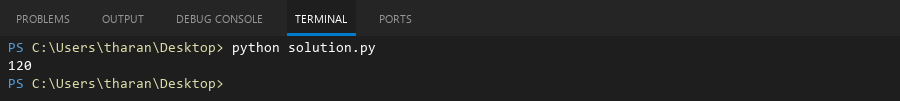 PROBLEMS OUTPUT DEBUG CONSOLE TERMINAL PORTS
PS C:\Users\tharan\Desktop> python solution.py
120
PS C:\Users\tharan\Desktop>